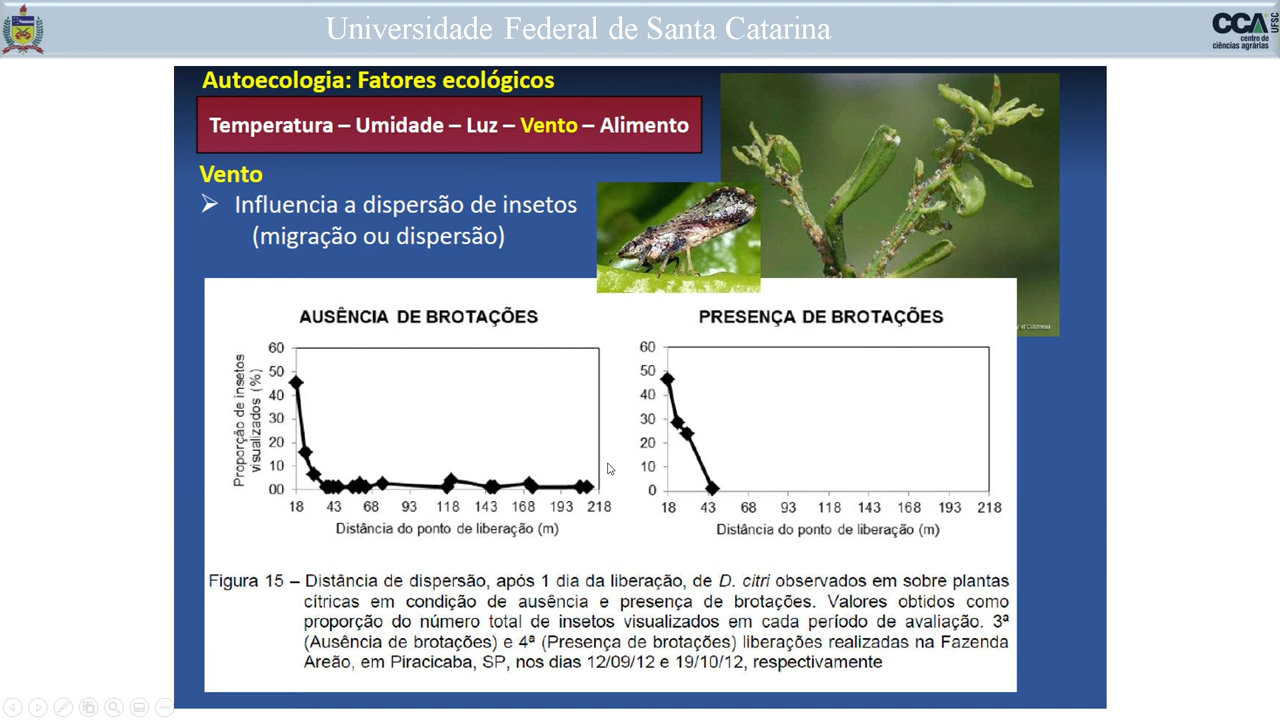 Universidade Federal de Santa Catarina
CCA
UFSC
centro de
ciências agrárias
Autoecologia: Fatores ecológicos
Temperatura – Umidade – Luz – Vento – Alimento
Vento
➢ Influencia a dispersão de insetos
(migração ou dispersão)
AUSÊNCIA DE BROTAÇÕES
Proporção de insetos
visualizados (%)
60
50
40
30
20
10
00
18 43 68 93 118 143 168 193 218
Distância do ponto de liberação (m)
PRESENÇA DE BROTAÇÕES
60
50
40
30
20
10
0
18 43 68 93 118 143 168 193 218
Distância do ponto de liberação (m)
Figura 15 – Distância de dispersão, após 1 dia da liberação, de D. citri observados em sobre plantas
cítricas em condição de ausência e presença de brotações. Valores obtidos como
proporção do número total de insetos visualizados em cada período de avaliação. 3ª
(Ausência de brotações) e 4ª (Presença de brotações) liberações realizadas na Fazenda
Areão, em Piracicaba, SP, nos dias 12/09/12 e 19/10/12, respectivamente